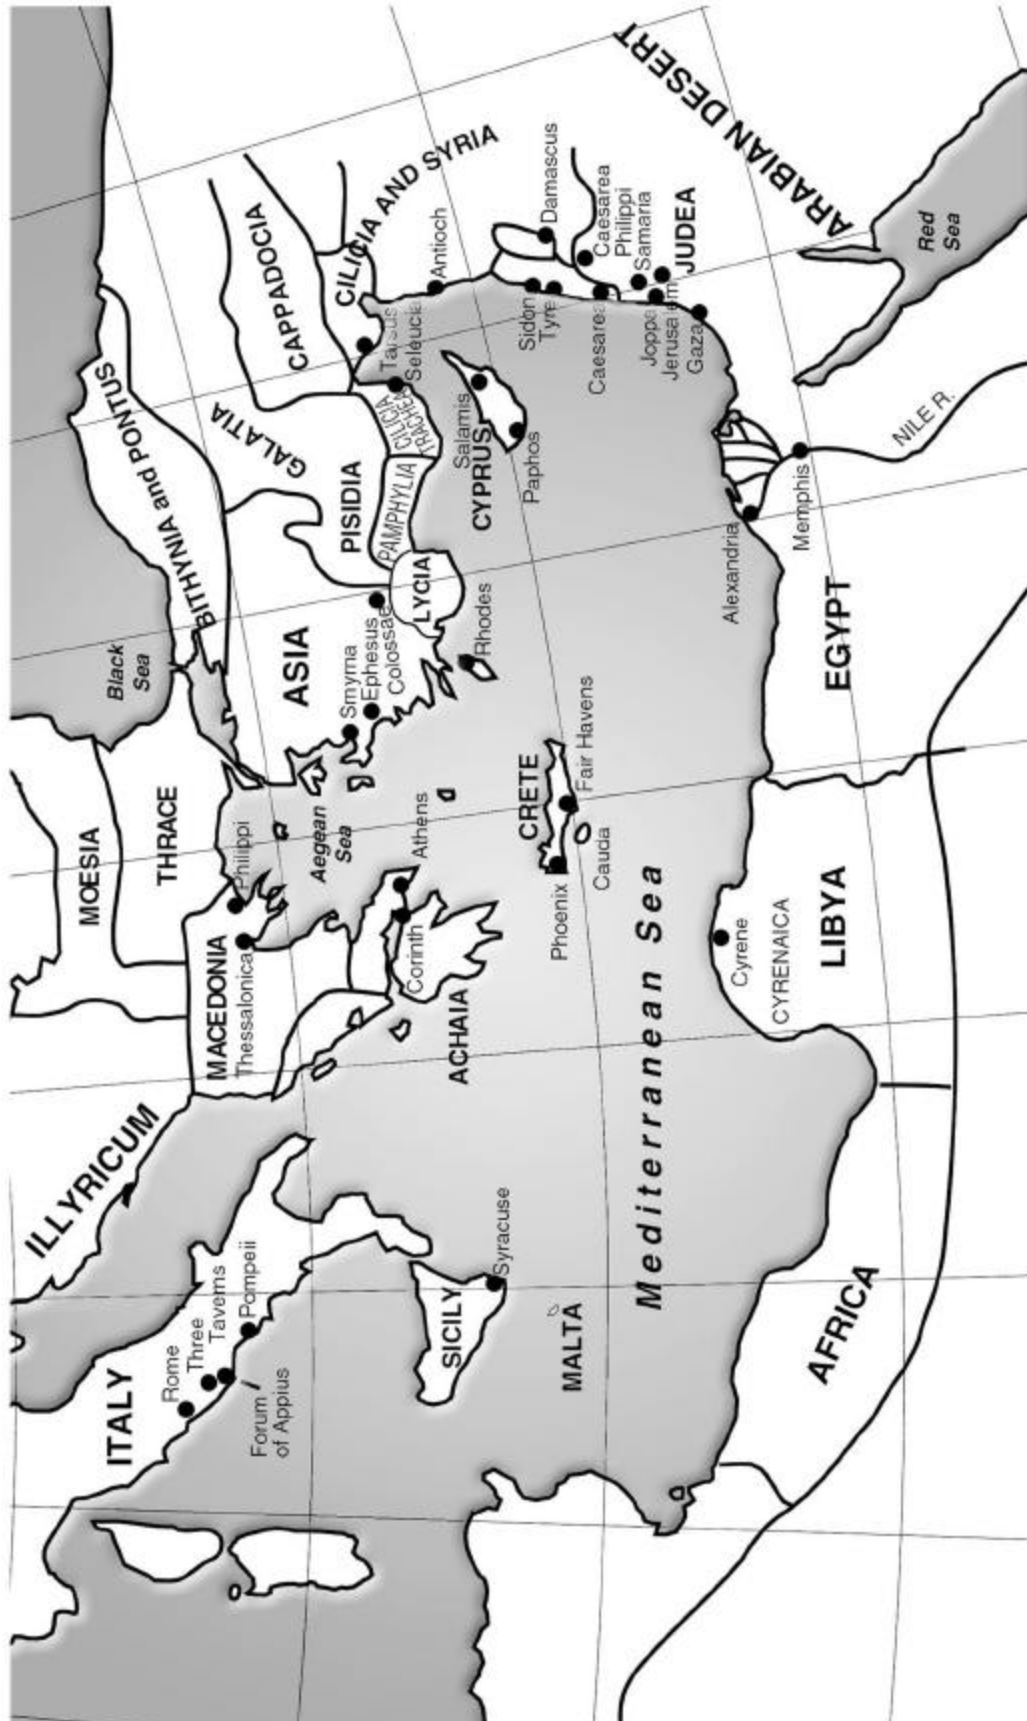 ITALY
Rome
Three
Taverns
Pompeii
Forum
of Appius
ILLYRICUM
SICILY
Syracuse
MALTA
AFRICA
MOESIA
THRACE
MACEDONIA
Thessalonica
Philippi
Aegean
Sea
Athens
Corinth
ACHAIA
CRETE
Phoenix
Fair Havens
Cauda
Mediterranean Sea
Cyrene
CYRENAICA
LIBYA
Black
Sea
BITHYNIA and PONTUS
GALATIA
CAPPADOCIA
ASIA
Smyrna
Ephesus
Colossae
PISIDIA
PAMPHYLIA
LYCIA
Rhodes
CILICIA
TRACHEA
CILICIA AND SYRIA
Tarsus
Seleucia
Antioch
CYPRUS
Salamis
Paphos
Sidon
Tyre
Damascus
Caesarea
Philippi
Caesarea
Samaria
Joppa
Jerusalem
Gaza
JUDEA
ARABIAN DESERT
Red
Sea
Alexandria
Memphis
NILE R.
EGYPT